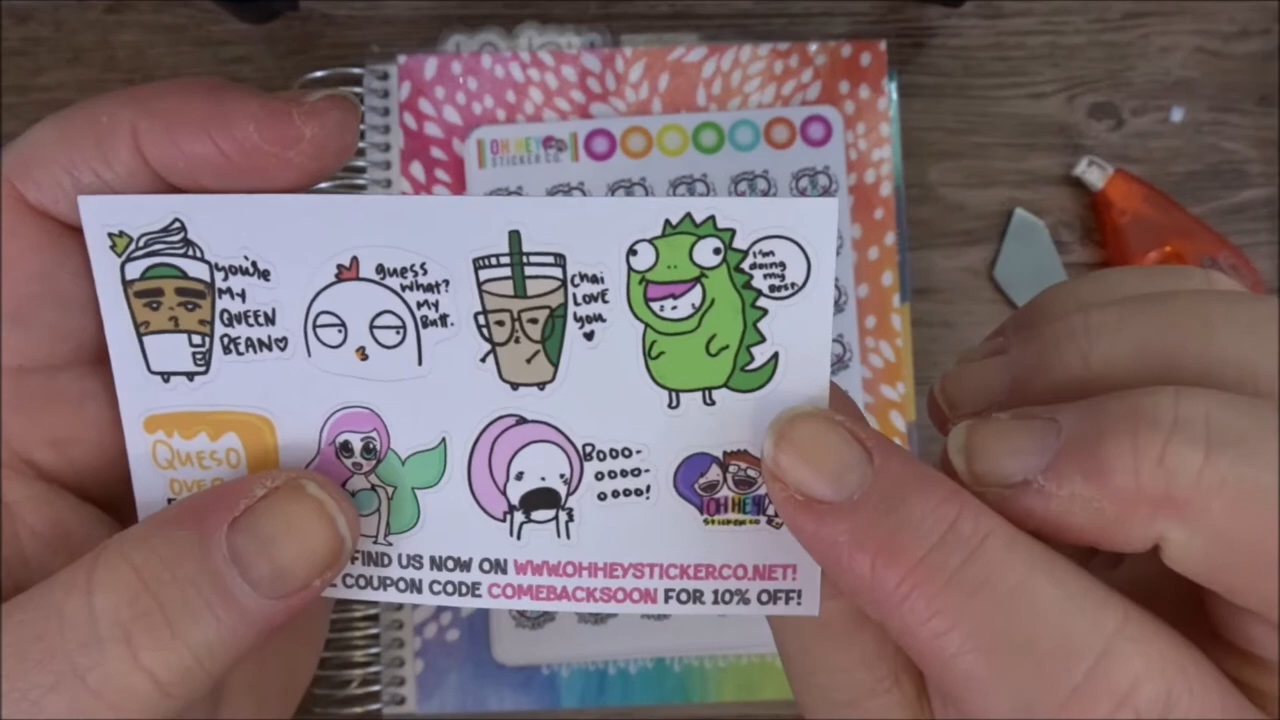 OH HEY
STICKER CO.
you're
MY
QUEEN
BEAN
guess
what?
My
Butt.
chai
LOVE
you
I'm
doing
my
Best.
QUESO
OVER
Booo-
oooo-
oooo!
OH HEY
STICKER CO
FIND US NOW ON WWW.OHHEYSTICKERCO.NET!
COUPON CODE COMEBACKSOON FOR 10% OFF!